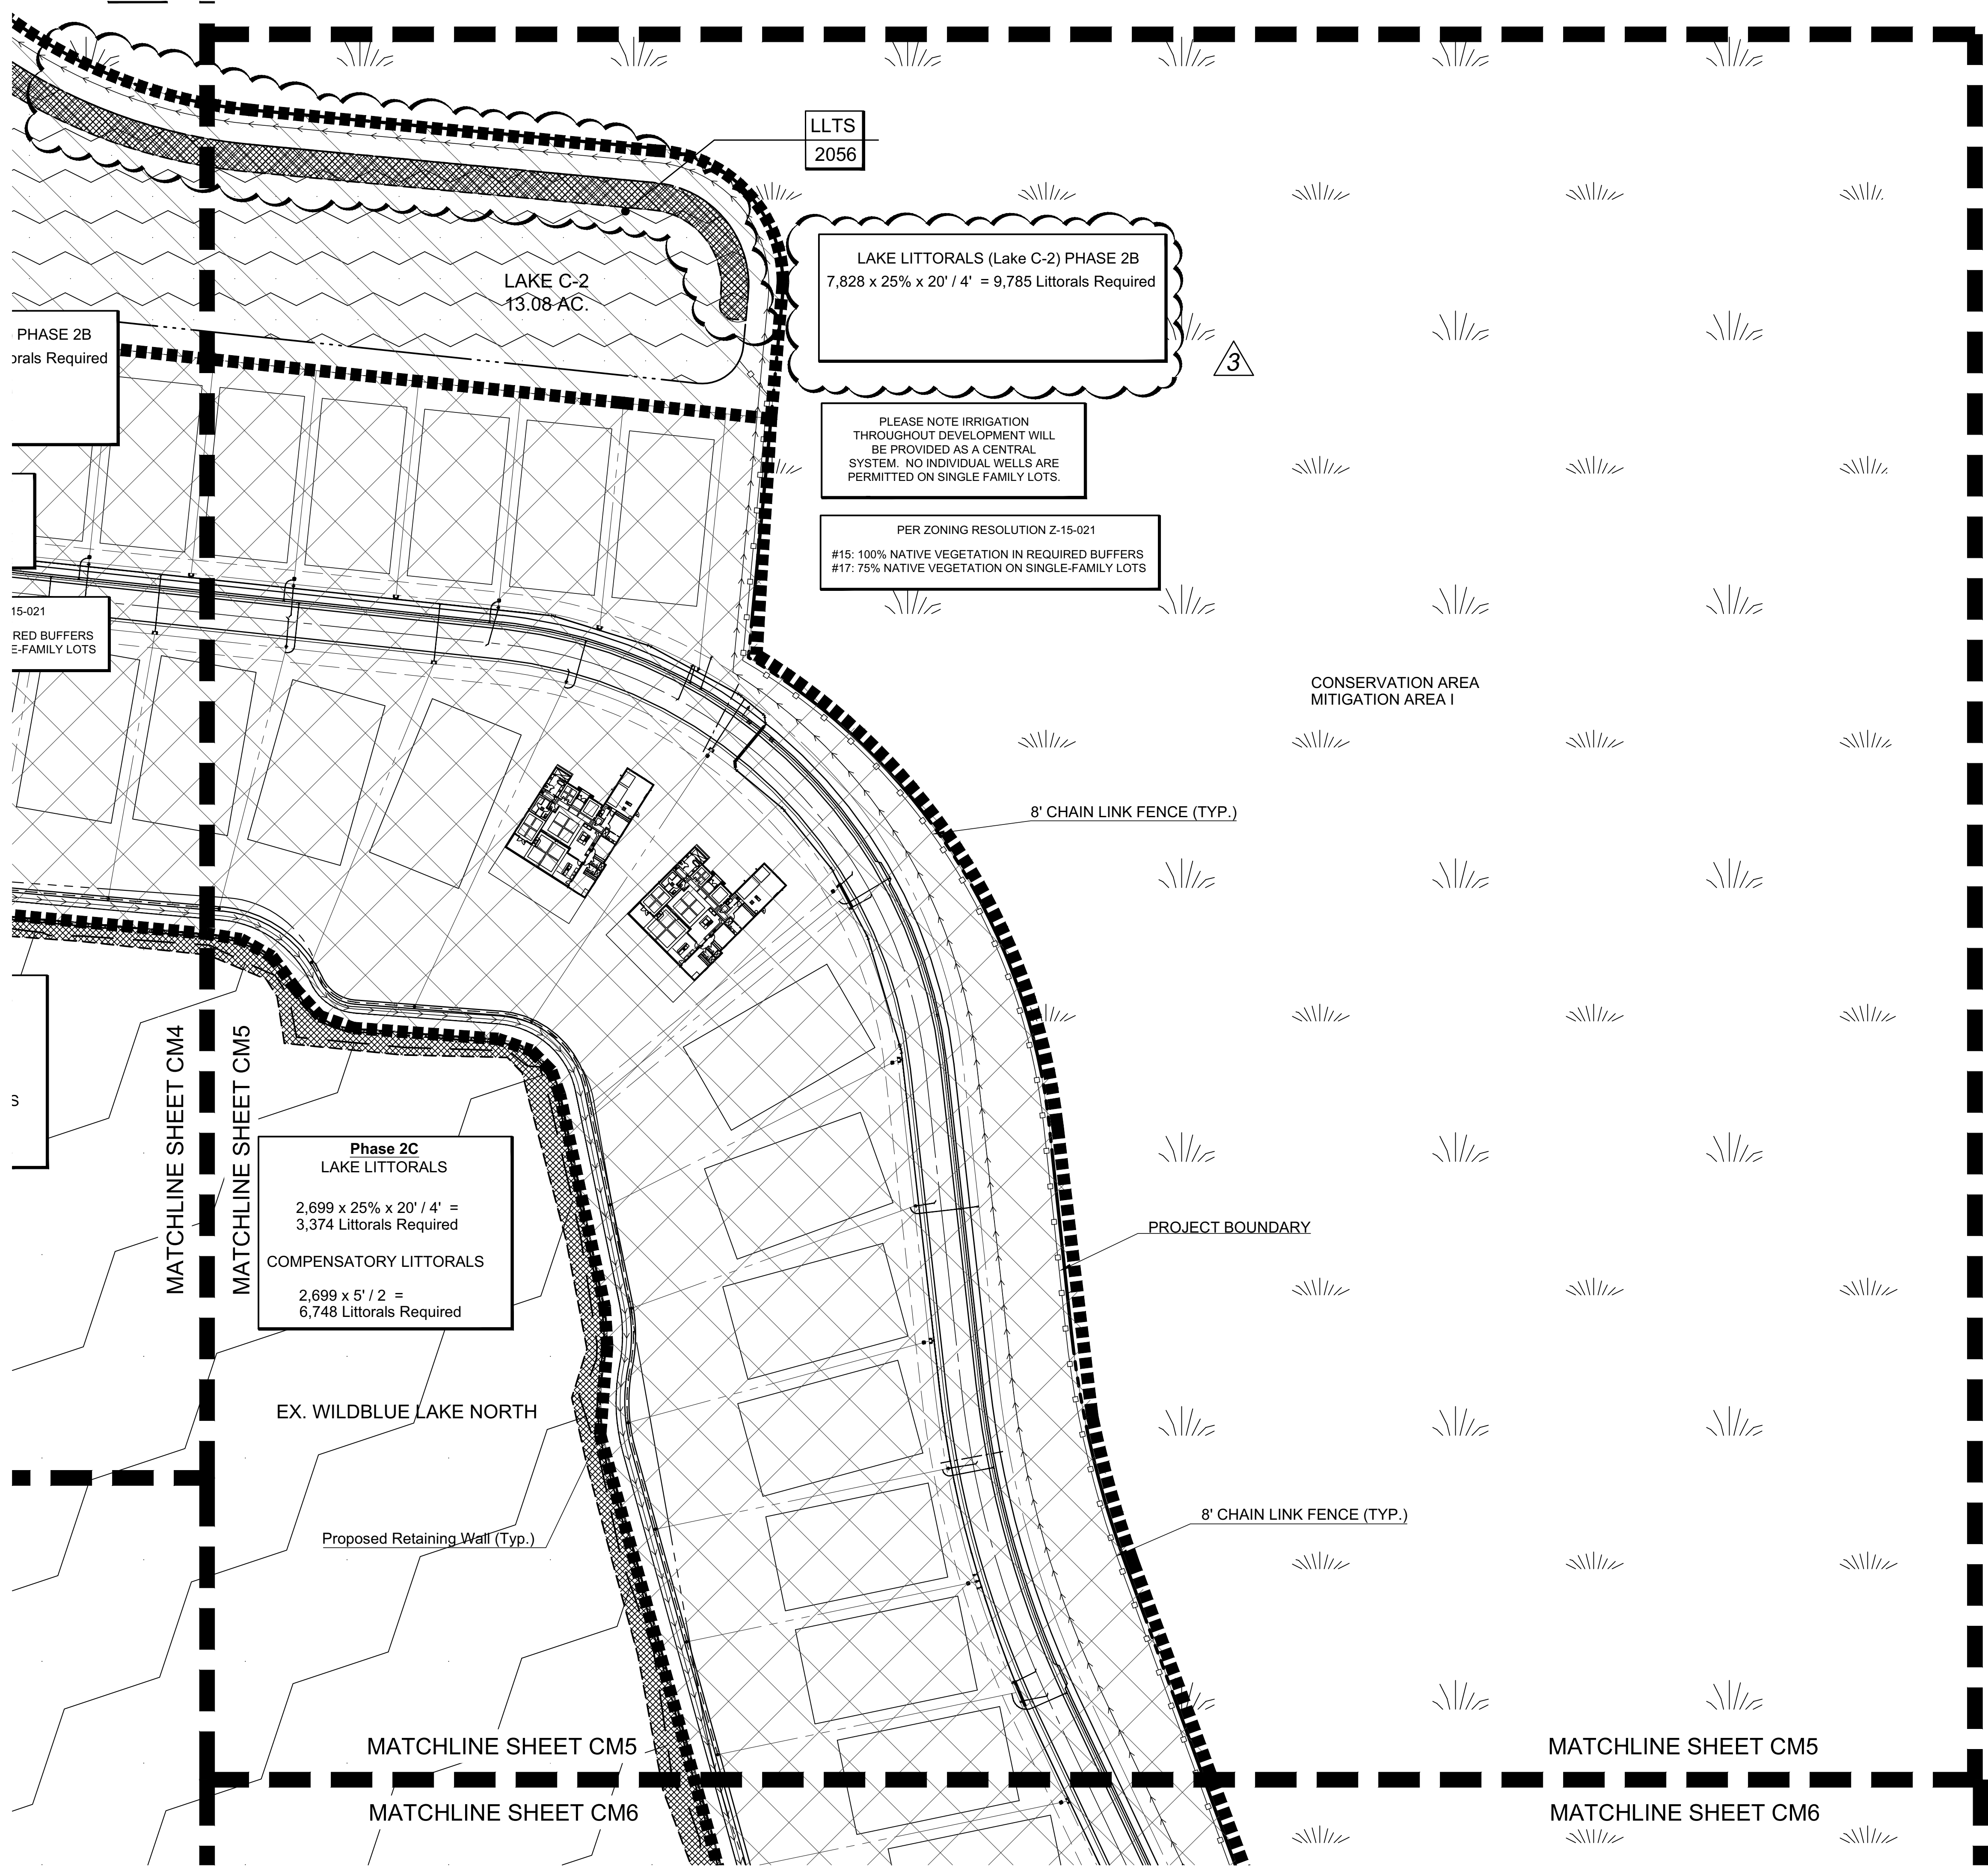 LLTS
2056
LAKE LITTORALS (Lake C-2) PHASE 2B
7,828 x 25% x 20' / 4' = 9,785 Littorals Required
LAKE C-2
13.08 AC.
PHASE 2B
orals Required
3
PLEASE NOTE IRRIGATION
THROUGHOUT DEVELOPMENT WILL
BE PROVIDED AS A CENTRAL
SYSTEM. NO INDIVIDUAL WELLS ARE
PERMITTED ON SINGLE FAMILY LOTS.
PER ZONING RESOLUTION Z-15-021
#15: 100% NATIVE VEGETATION IN REQUIRED BUFFERS
#17: 75% NATIVE VEGETATION ON SINGLE-FAMILY LOTS
15-021
RED BUFFERS
E-FAMILY LOTS
CONSERVATION AREA
MITIGATION AREA I
8' CHAIN LINK FENCE (TYP.)
MATCHLINE SHEET CM4
MATCHLINE SHEET CM5
S
Phase 2C
LAKE LITTORALS
2,699 x 25% x 20' / 4' =
3,374 Littorals Required
COMPENSATORY LITTORALS
2,699 x 5' / 2 =
6,748 Littorals Required
PROJECT BOUNDARY
EX. WILDBLUE LAKE NORTH
8' CHAIN LINK FENCE (TYP.)
Proposed Retaining Wall (Typ.)
MATCHLINE SHEET CM5
MATCHLINE SHEET CM6
MATCHLINE SHEET CM5
MATCHLINE SHEET CM6